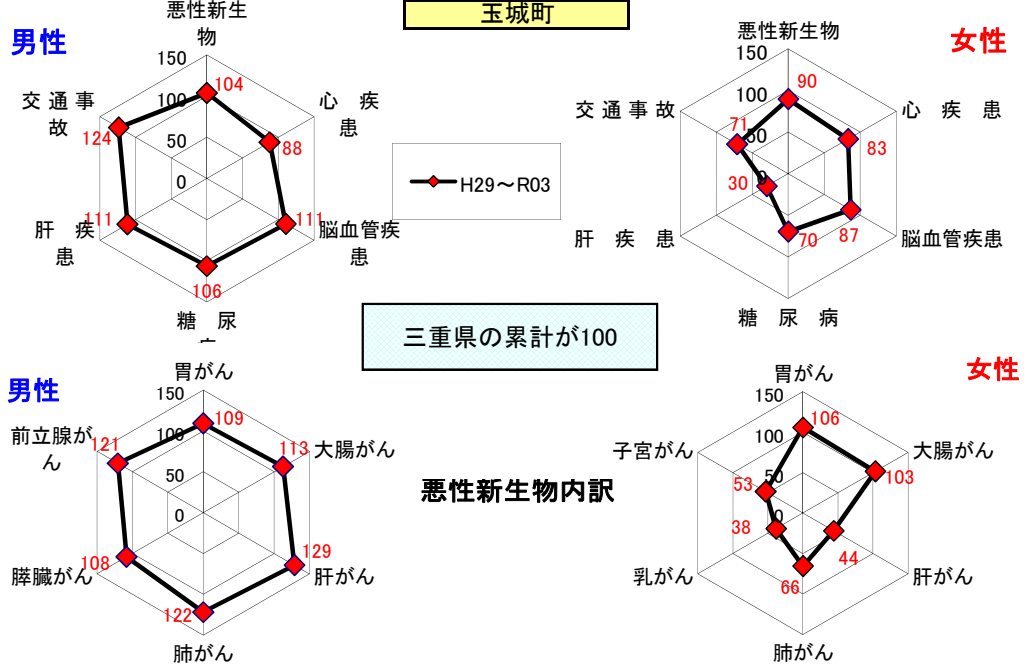 玉城町
男性
悪性新生
物
150
100
50
0
104
心 疾
患
88
脳血管疾
患
111
糖 尿
106
肝 疾
患
111
交 通 事
故
124
H29～R03
女性
悪性新生物
150
100
50
0
90
心 疾 患
83
脳血管疾患
87
糖 尿 病
70
肝 疾 患
30
交 通 事 故
71
三重県の累計が100
男性
胃がん
150
100
50
0
109
大腸がん
113
肝がん
129
肺がん
122
膵臓がん
108
前立腺が
ん
121
悪性新生物内訳
女性
胃がん
150
100
50
0
106
大腸がん
103
肝がん
44
肺がん
66
乳がん
38
子宮がん
53